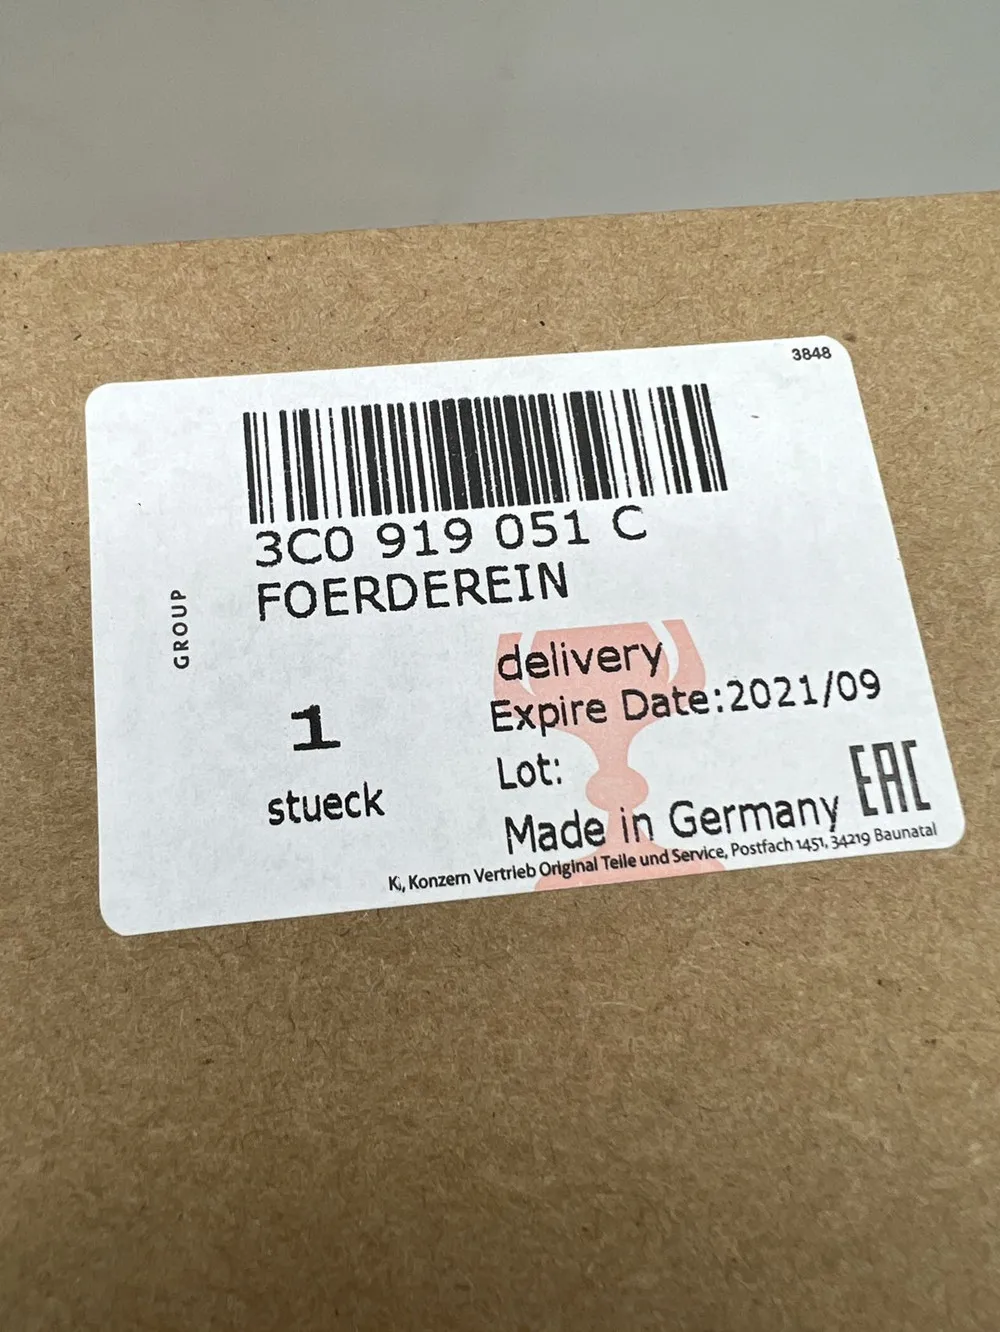 3848
3C0 919 051 C
FOERDEREIN
GROUP
1
stueck
delivery
Expire Date:2021/09
Lot:
Made in Germany
EAC
K, Konzern Vertrieb Original Teile und Service, Postfach 1451, 34219 Baunatal